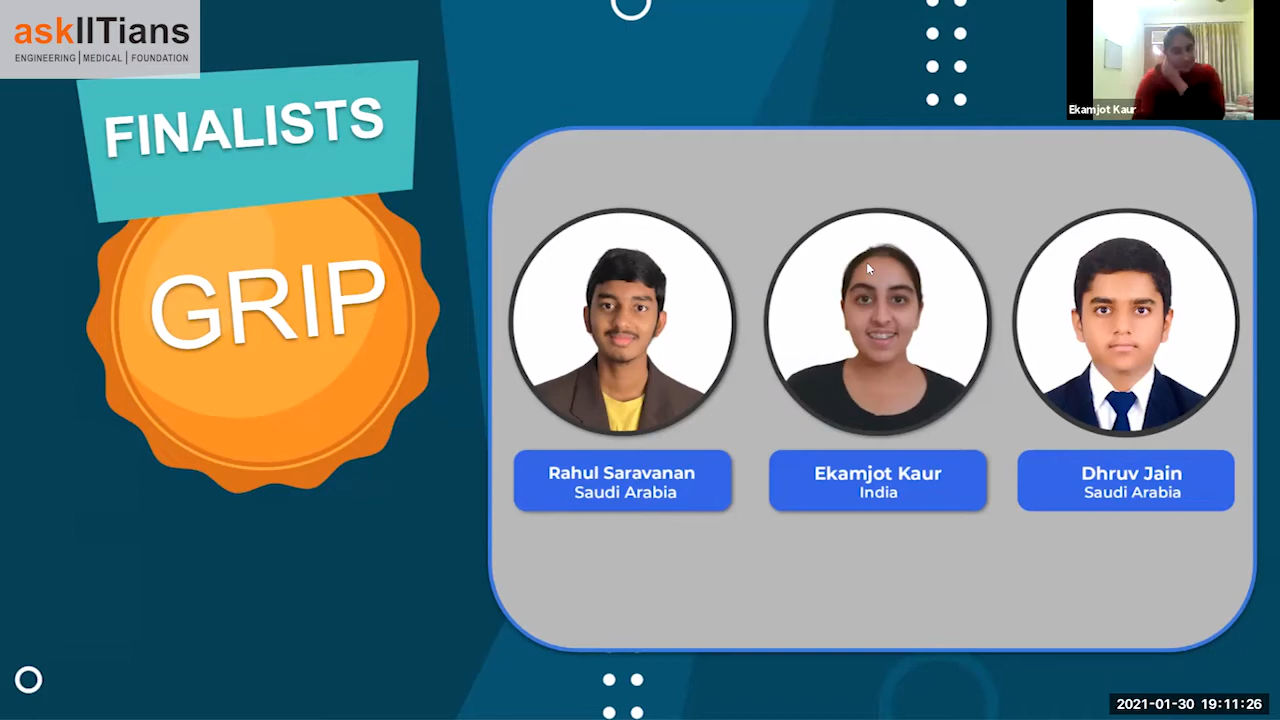 askIITians
ENGINEERING | MEDICAL | FOUNDATION
FINALISTS
GRIP
Ekamjot Kaur
Rahul Saravanan
Saudi Arabia
Ekamjot Kaur
India
Dhruv Jain
Saudi Arabia
2021-01-30 19:11:26